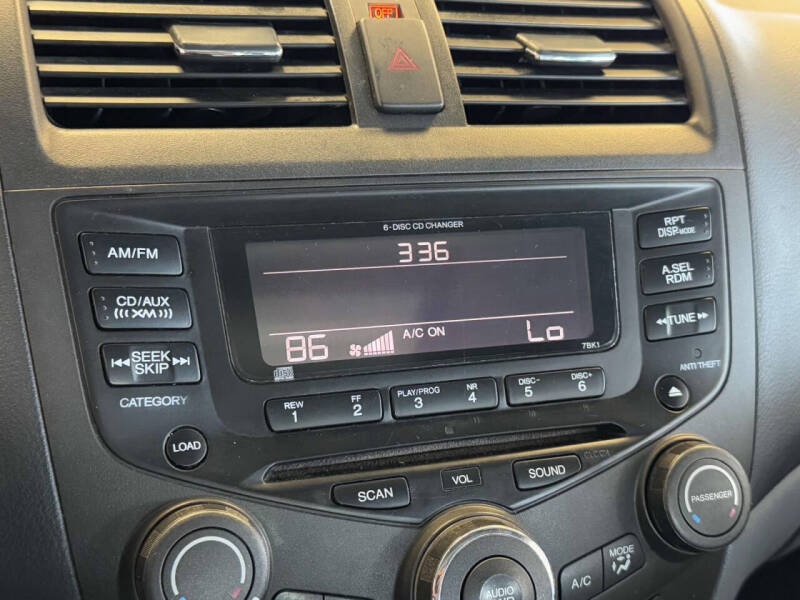 OFF
6-DISC CD CHANGER
AM/FM
336
RPT
DISP-MODE
CD/AUX
(((XM)))
A.SEL
RDM
SEEK
SKIP
TUNE
86 A/C ON Lo
7BK1
ANTI THEFT
CATEGORY
REW
1
FF
2
PLAY/PROG
3
NR
4
DISC-
5
DISC+
6
LOAD
SCAN
VOL
SOUND
PASSENGER
A/C
MODE
AUDIO